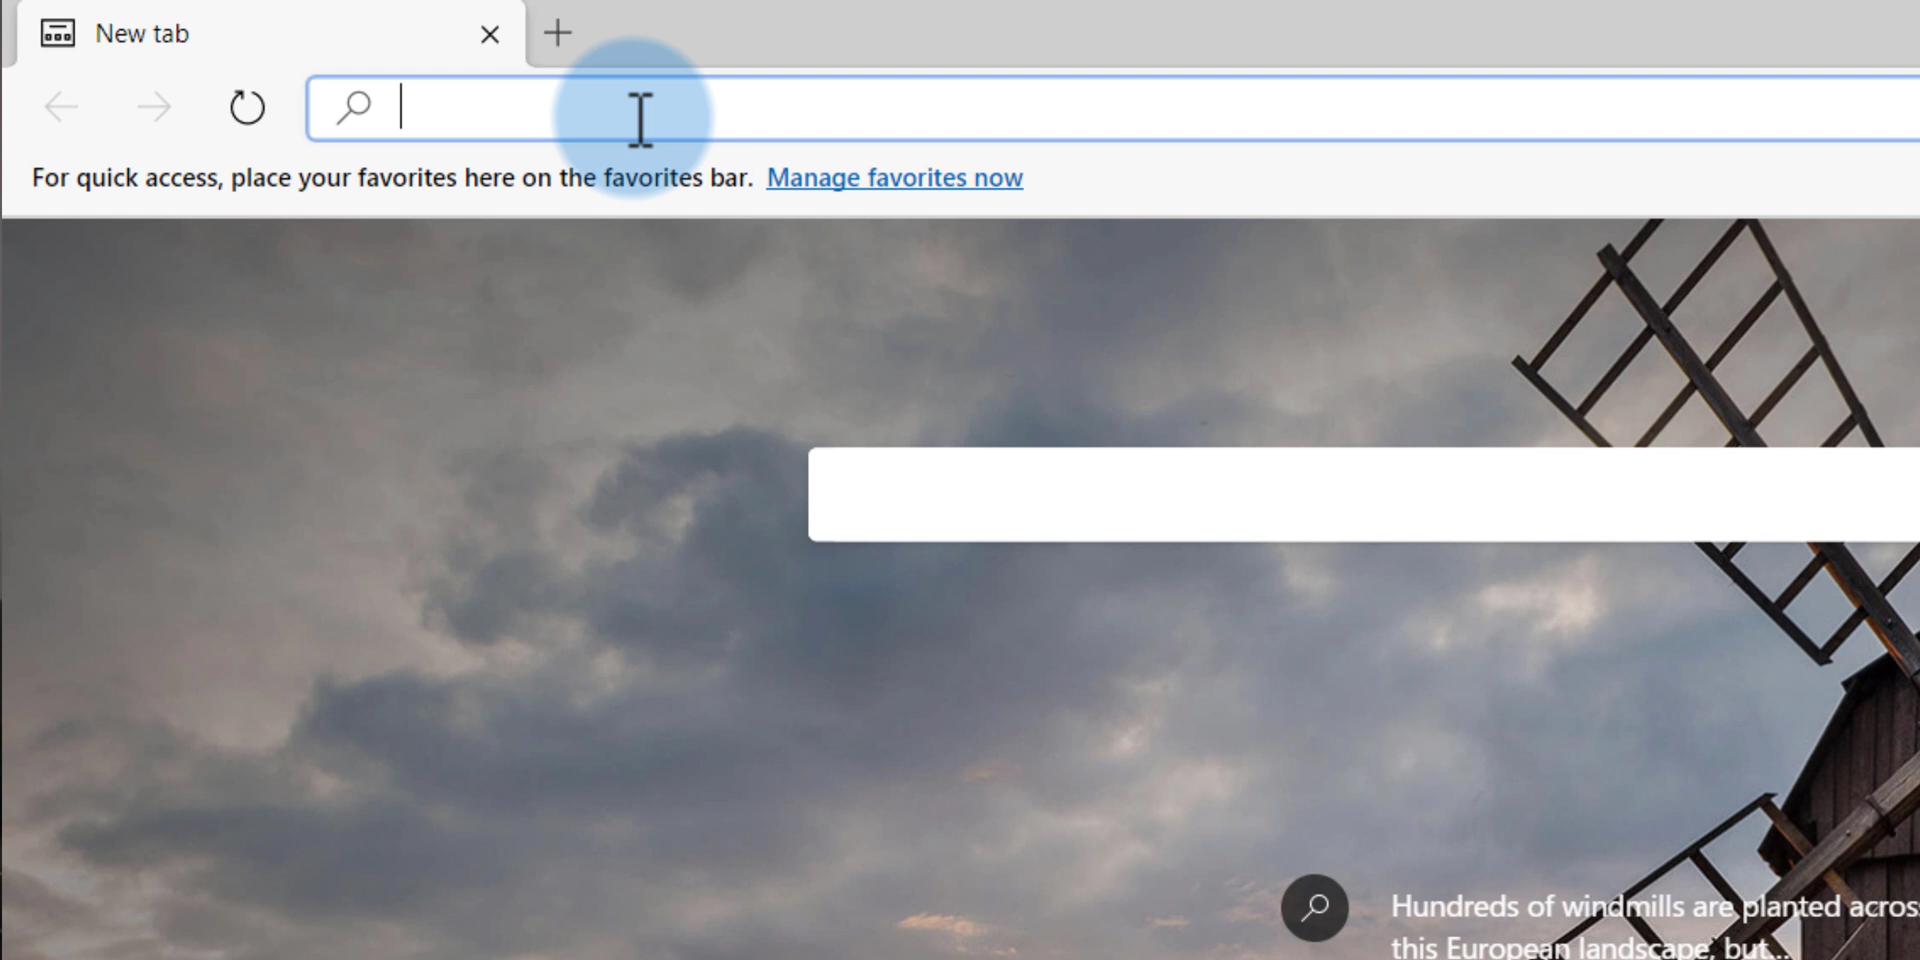 New tab
For quick access, place your favorites here on the favorites bar. Manage favorites now
Hundreds of windmills are planted across
this European landscape, but...